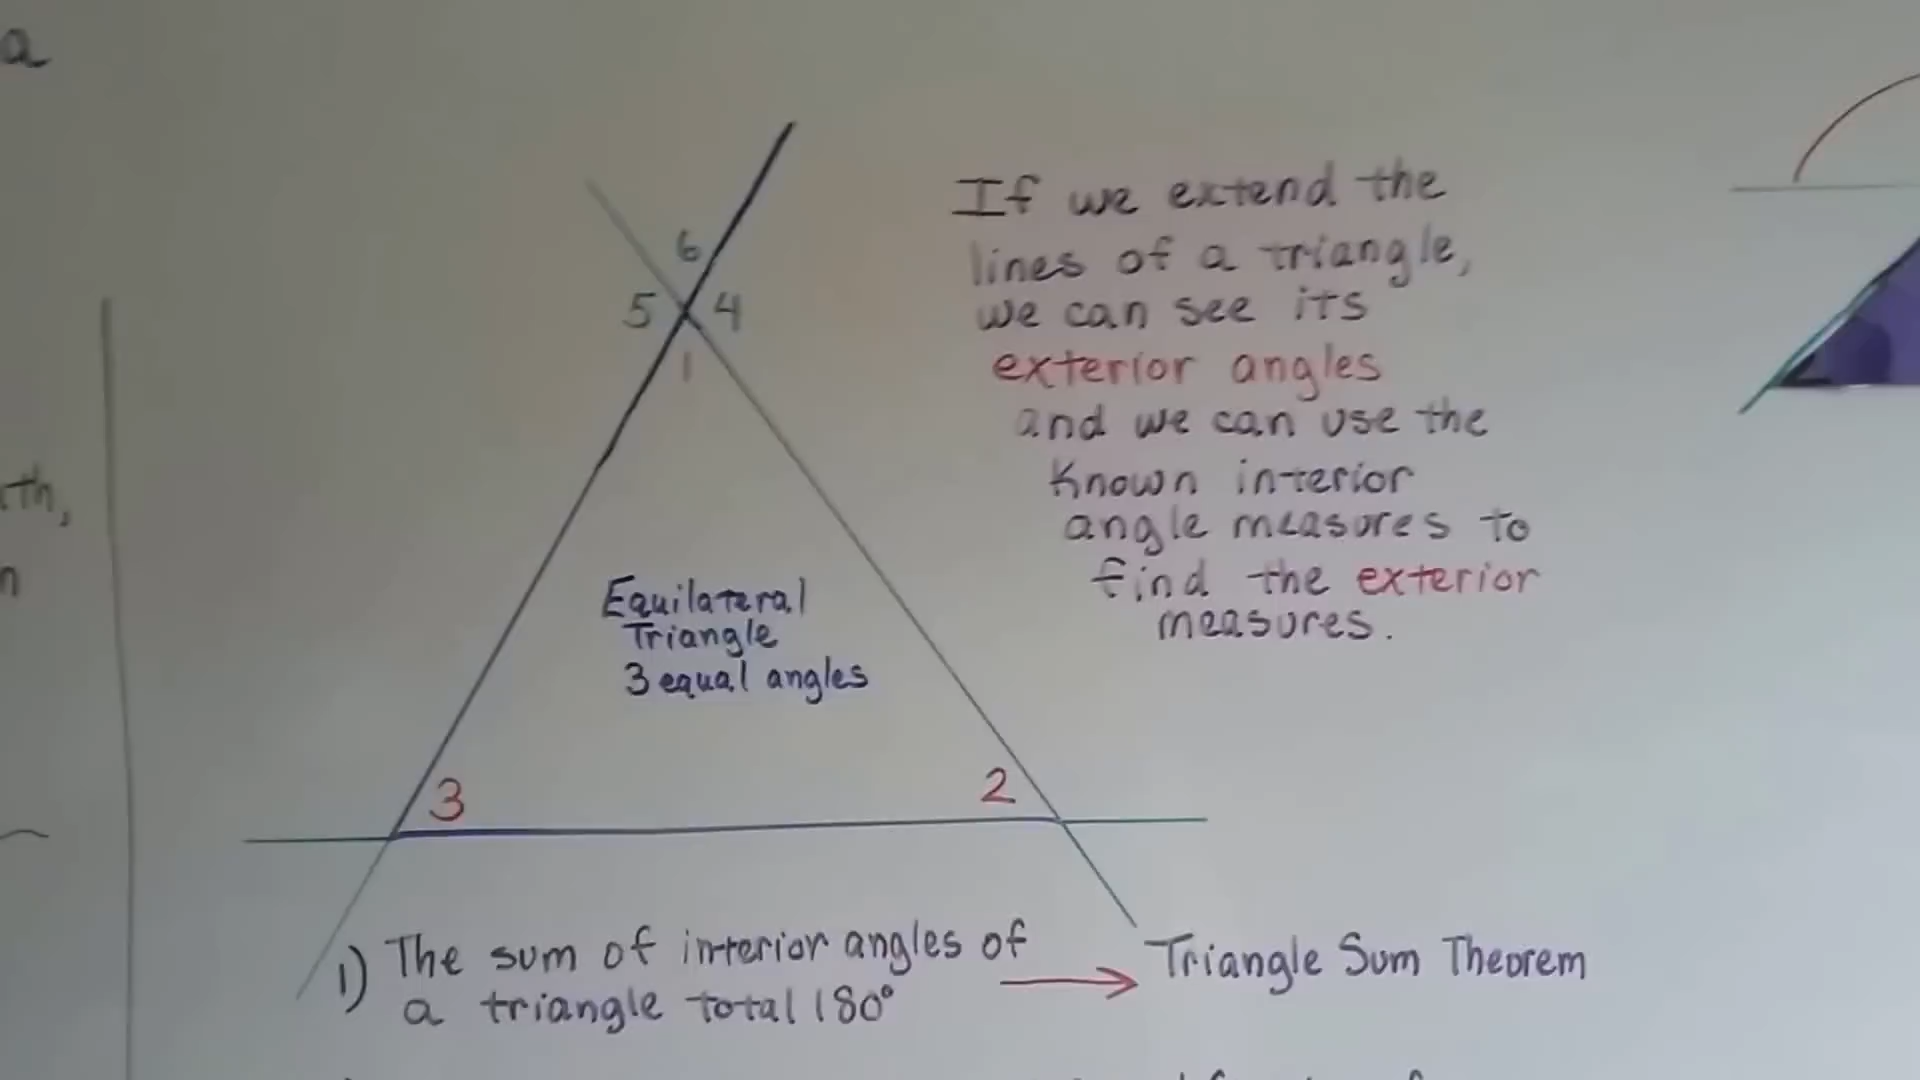 a
6
5 4
1
If we extend the
lines of a triangle,
we can see its
exterior angles
and we can use the
known interior
angle measures to
find the exterior
measures.
Equilateral
Triangle
3 equal angles
3 2
1) The sum of interior angles of
a triangle total 180°
Triangle Sum Theorem